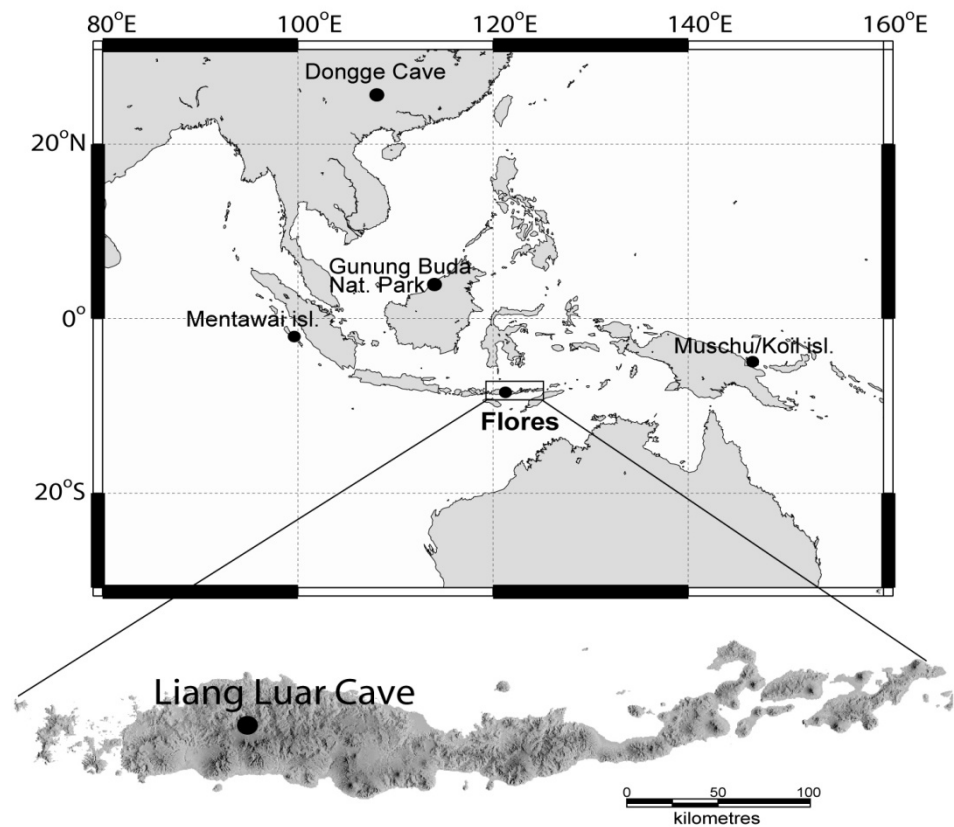 80°E
100°E
120°E
140°E
160°E
Dongge Cave
20°N
Gunung Buda
Nat. Park
0°
Mentawai isl.
Muschu/Koil isl.
Flores
20°S
Liang Luar Cave
0 50 100
kilometres